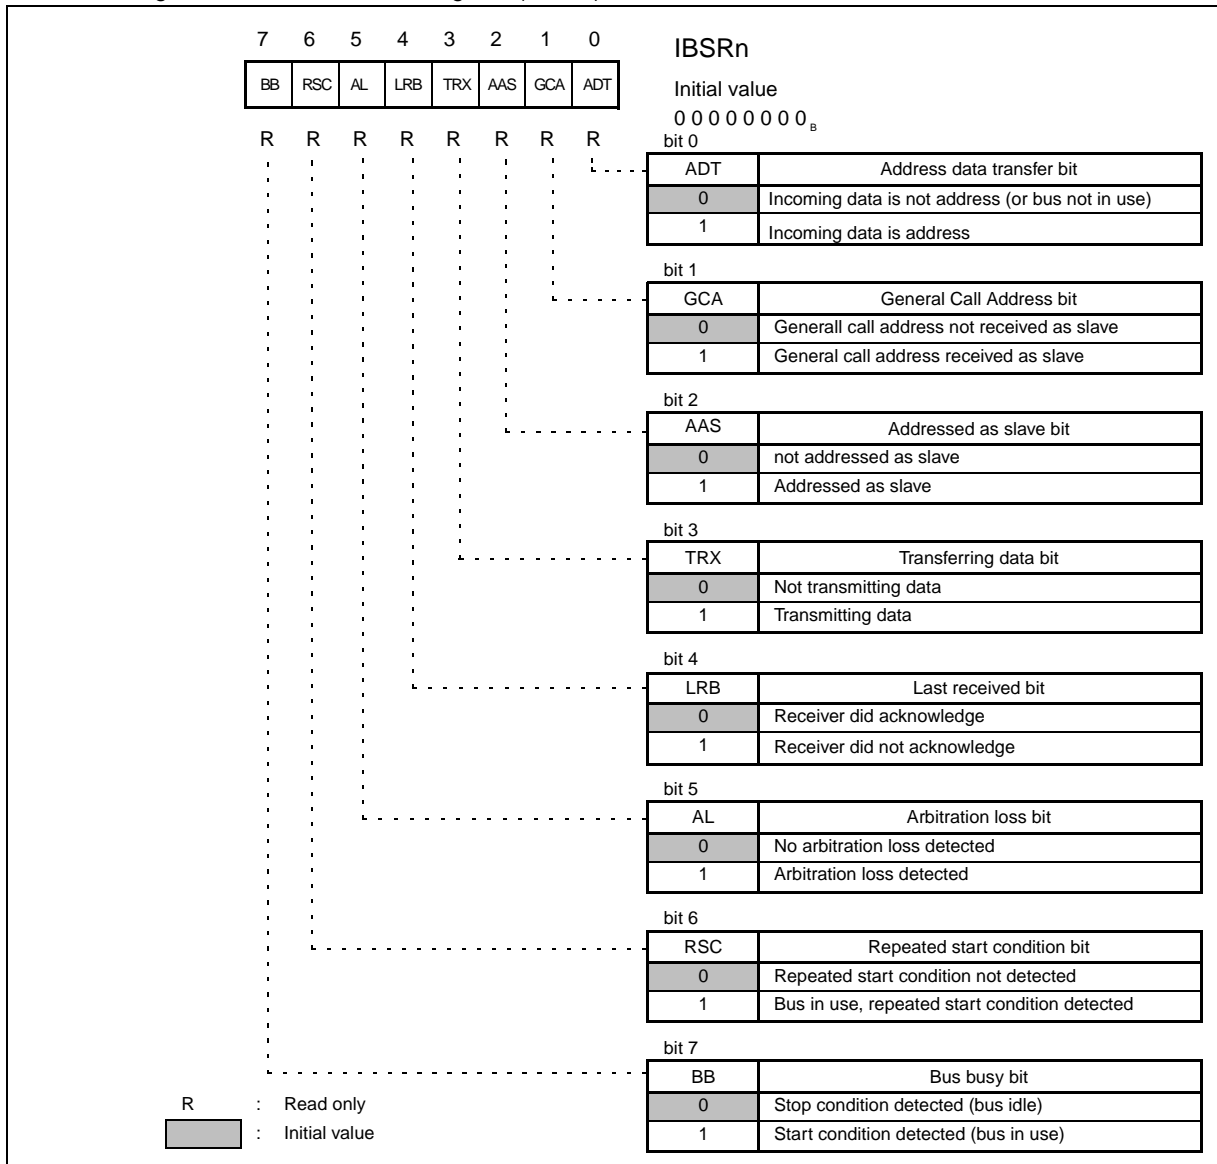 7 6 5 4 3 2 1 0
IBSRn
BB RSC AL LRB TRX AAS GCA ADT
Initial value
0 0 0 0 0 0 0 0 B
R R R R R R R R
bit 0
ADT Address data transfer bit
0 Incoming data is not address (or bus not in use)
1 Incoming data is address
bit 1
GCA General Call Address bit
0 Generall call address not received as slave
1 General call address received as slave
bit 2
AAS Addressed as slave bit
0 not addressed as slave
1 Addressed as slave
bit 3
TRX Transferring data bit
0 Not transmitting data
1 Transmitting data
bit 4
LRB Last received bit
0 Receiver did acknowledge
1 Receiver did not acknowledge
bit 5
AL Arbitration loss bit
0 No arbitration loss detected
1 Arbitration loss detected
bit 6
RSC Repeated start condition bit
0 Repeated start condition not detected
1 Bus in use, repeated start condition detected
bit 7
BB Bus busy bit
0 Stop condition detected (bus idle)
1 Start condition detected (bus in use)
R : Read only
: Initial value